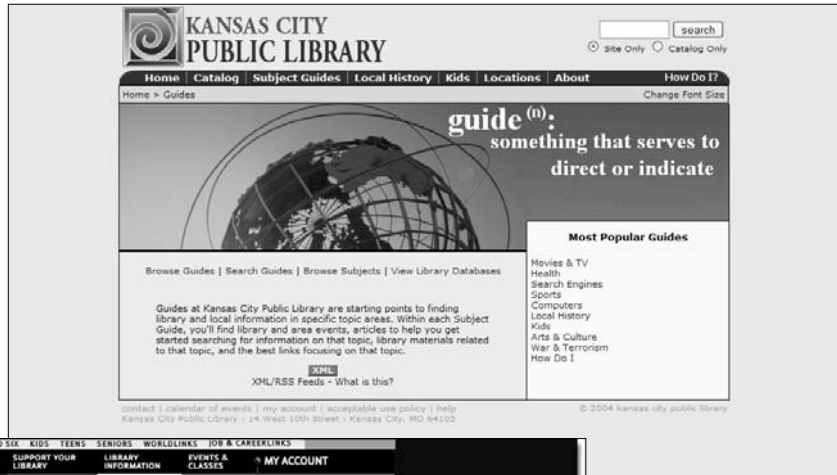 KANSAS CITY
PUBLIC LIBRARY
search
Site Only Catalog Only
Home | Catalog | Subject Guides | Local History | Kids | Locations | About How Do I?
Home > Guides Change Font Size
guide (n):
something that serves to
direct or indicate
Browse Guides | Search Guides | Browse Subjects | View Library Databases
Guides at Kansas City Public Library are starting points to finding
library and local information in specific topic areas. Within each Subject
Guide, you'll find library and area events, articles to help you get
started searching for information on that topic, library materials related
to that topic, and the best links focusing on that topic.
XML
XML/RSS Feeds - What is this?
Most Popular Guides
Movies & TV
Health
Search Engines
Sports
Computers
Local History
Kids
Arts & Culture
War & Terrorism
How Do I
contact | calendar of events | my account | acceptable use policy | help
Kansas City Public Library - 14 West 10th Street - Kansas City, MO 64105
© 2004 kansas city public library
SIX KIDS TEENS SENIORS WORLDLINKS JOB & CAREERLINKS
SUPPORT YOUR
LIBRARY
LIBRARY
INFORMATION
EVENTS &
CLASSES
MY ACCOUNT